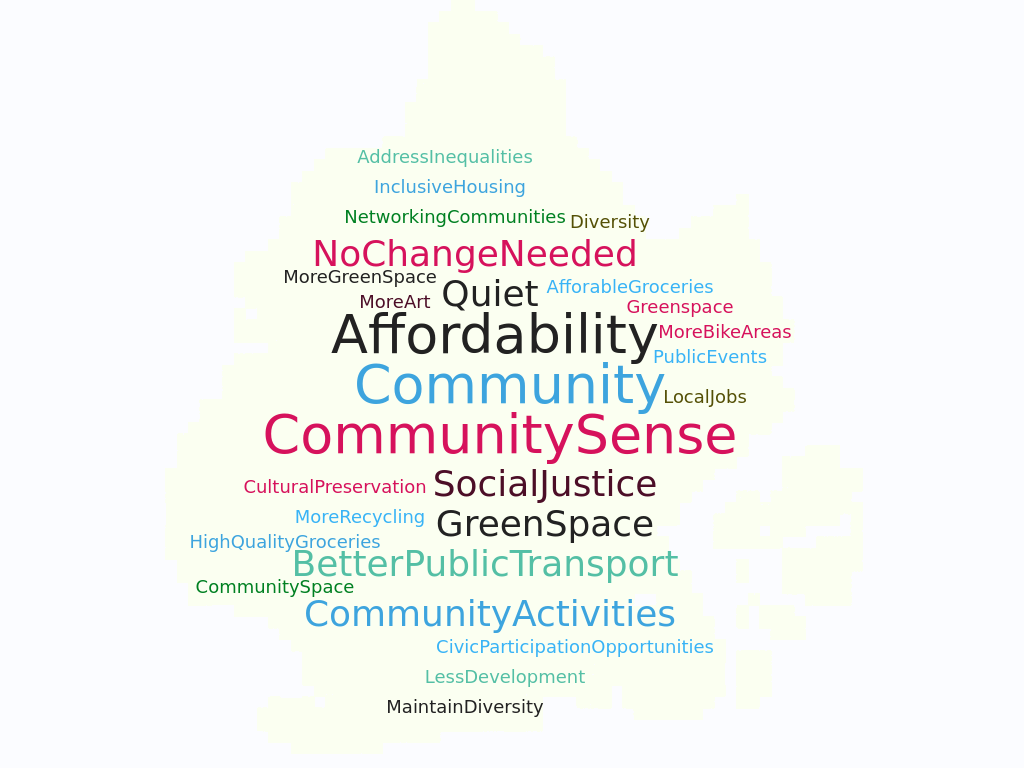 AddressInequalities
InclusiveHousing
NetworkingCommunities
Diversity
NoChangeNeeded
MoreGreenSpace
Quiet
AfforableGroceries
MoreArt
Greenspace
Affordability
MoreBikeAreas
PublicEvents
Community
LocalJobs
CommunitySense
CulturalPreservation
SocialJustice
MoreRecycling
GreenSpace
HighQualityGroceries
BetterPublicTransport
CommunitySpace
CommunityActivities
CivicParticipationOpportunities
LessDevelopment
MaintainDiversity